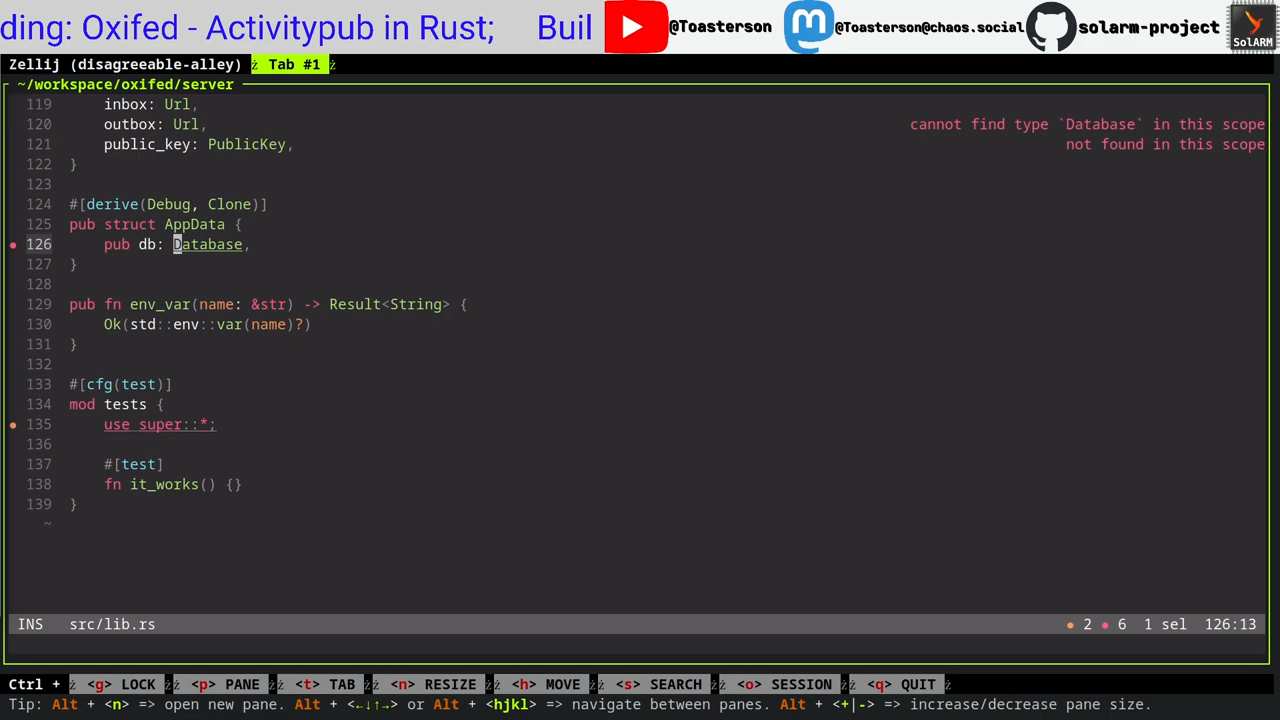 ding: Oxifed - Activitypub in Rust;    Buil
@Toasterson
@Toasterson@chaos.social
solarm-project
SolARM
Zellij (disagreeable-alley)  Tab #1
~/workspace/oxifed/server
119      inbox: Url,
120      outbox: Url,    cannot find type `Database` in this scope
121      public_key: PublicKey,    not found in this scope
122  }
123
124  #[derive(Debug, Clone)]
125  pub struct AppData {
126      pub db: Database,
127  }
128
129  pub fn env_var(name: &str) -> Result<String> {
130      Ok(std::env::var(name)?)
131  }
132
133  #[cfg(test)]
134  mod tests {
135      use super::*;
136
137      #[test]
138      fn it_works() {}
139  }
~
INS   src/lib.rs    ● 2 ● 6  1 sel  126:13
Ctrl +  ż <g> LOCK ż <p> PANE ż <t> TAB ż <n> RESIZE ż <h> MOVE ż <s> SEARCH ż <o> SESSION ż <q> QUIT ż
Tip: Alt + <n> => open new pane. Alt + <←↓↑→> or Alt + <hjkl> => navigate between panes. Alt + <+|-> => increase/decrease pane size.